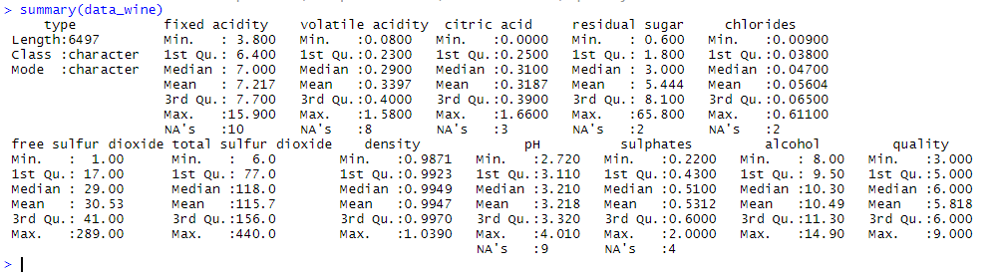 > summary(data_wine)
     type           fixed acidity    volatile acidity  citric acid     residual sugar     chlorides
 Length:6497        Min.   : 3.800   Min.   :0.0800   Min.   :0.0000   Min.   : 0.600   Min.   :0.00900
 Class :character   1st Qu.: 6.400   1st Qu.:0.2300   1st Qu.:0.2500   1st Qu.: 1.800   1st Qu.:0.03800
 Mode  :character   Median : 7.000   Median :0.2900   Median :0.3100   Median : 3.000   Median :0.04700
                    Mean   : 7.217   Mean   :0.3397   Mean   :0.3187   Mean   : 5.444   Mean   :0.05604
                    3rd Qu.: 7.700   3rd Qu.:0.4000   3rd Qu.:0.3900   3rd Qu.: 8.100   3rd Qu.:0.06500
                    Max.   :15.900   Max.   :1.5800   Max.   :1.6600   Max.   :65.800   Max.   :0.61100
                    NA's   :10       NA's   :8        NA's   :3        NA's   :2        NA's   :2
 free sulfur dioxide total sulfur dioxide    density             pH          sulphates         alcohol         quality
 Min.   :  1.00      Min.   :  6.0        Min.   :0.9871   Min.   :2.720   Min.   :0.2200   Min.   : 8.00   Min.   :3.000
 1st Qu.: 17.00      1st Qu.: 77.0        1st Qu.:0.9923   1st Qu.:3.110   1st Qu.:0.4300   1st Qu.: 9.50   1st Qu.:5.000
 Median : 29.00      Median :118.0        Median :0.9949   Median :3.210   Median :0.5100   Median :10.30   Median :6.000
 Mean   : 30.53      Mean   :115.7        Mean   :0.9947   Mean   :3.218   Mean   :0.5312   Mean   :10.49   Mean   :5.818
 3rd Qu.: 41.00      3rd Qu.:156.0        3rd Qu.:0.9970   3rd Qu.:3.320   3rd Qu.:0.6000   3rd Qu.:11.30   3rd Qu.:6.000
 Max.   :289.00      Max.   :440.0        Max.   :1.0390   Max.   :4.010   Max.   :2.0000   Max.   :14.90   Max.   :9.000
                                                           NA's   :9       NA's   :4
>